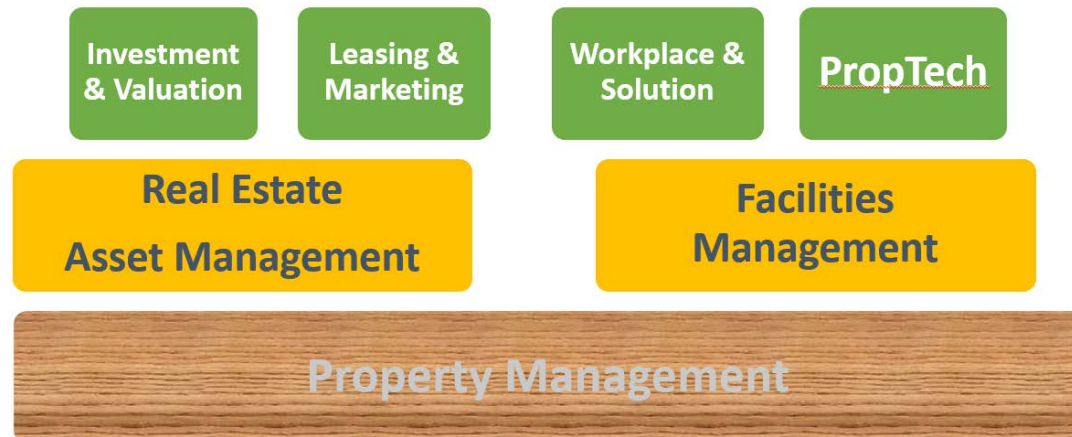 Investment
& Valuation
Leasing &
Marketing
Workplace &
Solution
PropTech
Real Estate
Asset Management
Facilities
Management
Property Management